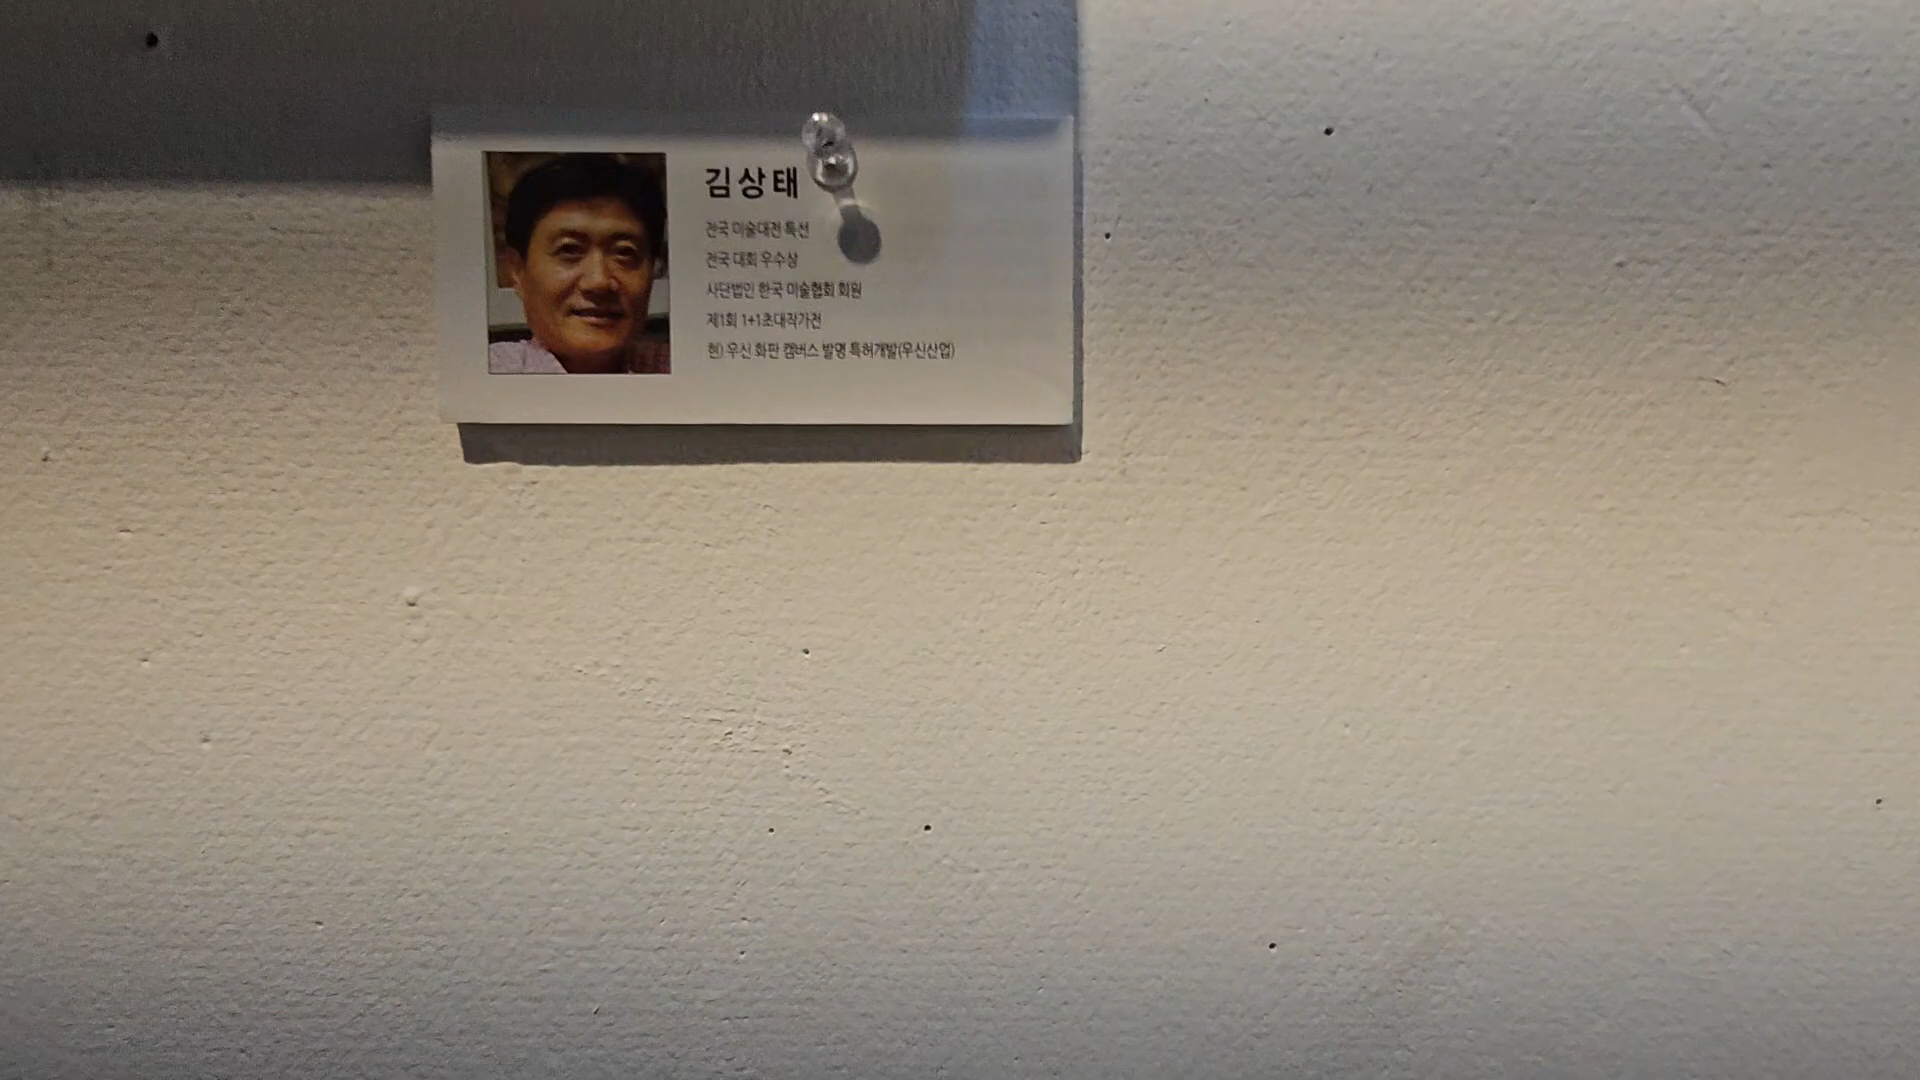 김상태
전국 미술대전 특선
전국 대회 우수상
사단법인 한국 미술협회 회원
제1회 1+1초대작가전
현) 우신 화판 캠버스 발명 특허개발(우신산업)